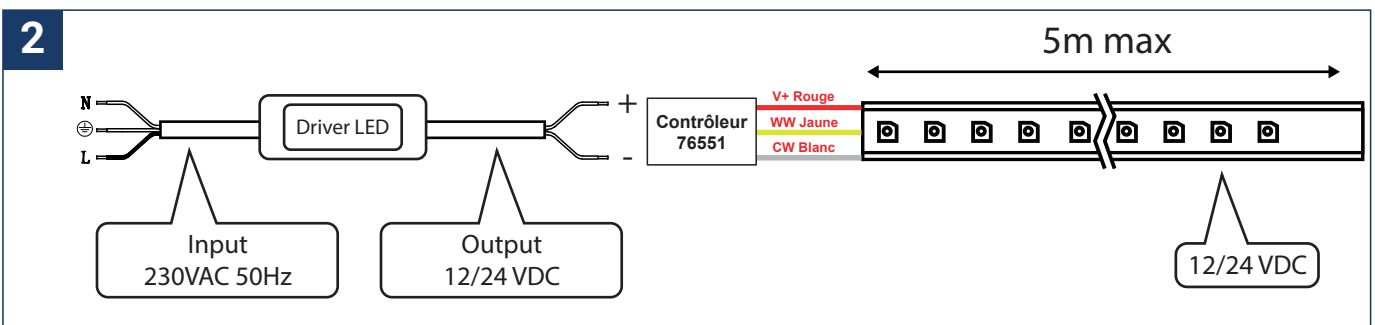 2
5m max
N
L
Driver LED
+
-
Contrôleur
76551
V+ Rouge
WW Jaune
CW Blanc
Input
230VAC 50Hz
Output
12/24 VDC
12/24 VDC